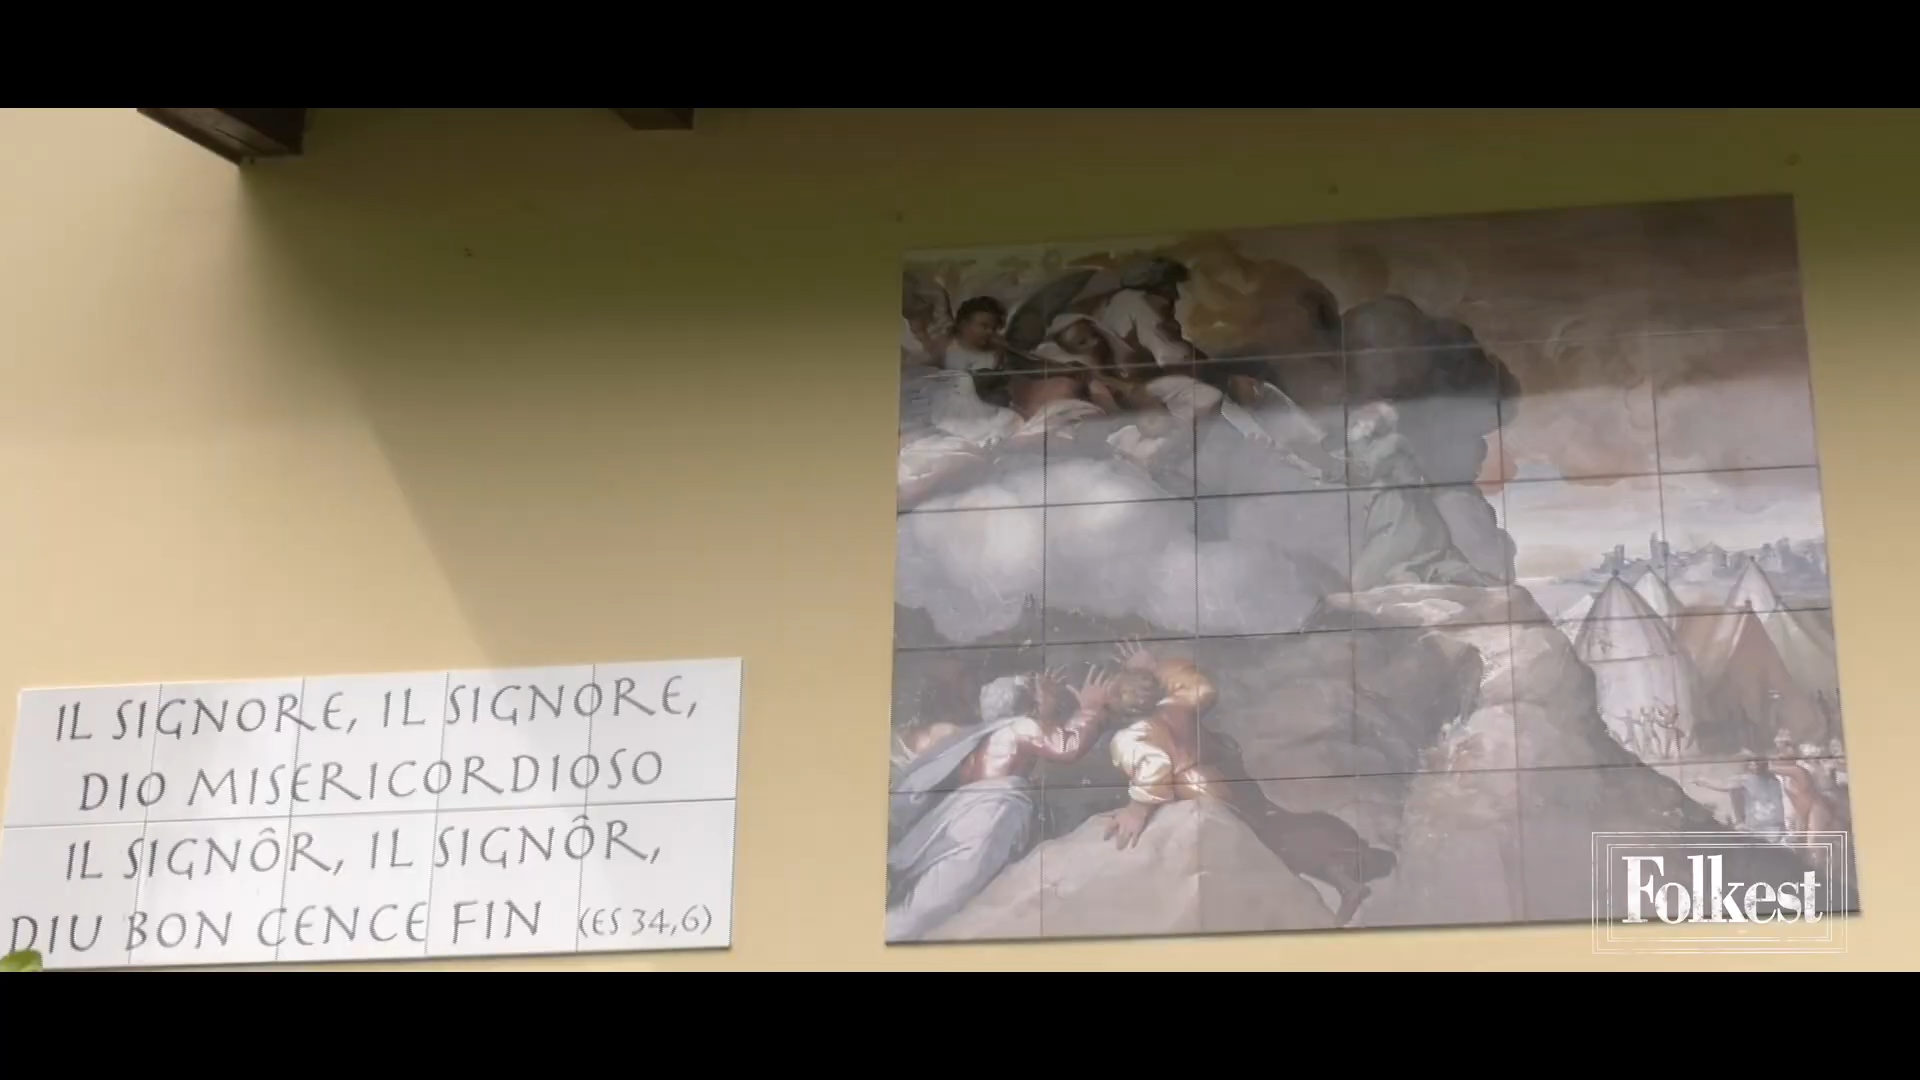 IL SIGNORE, IL SIGNORE,
DIO MISERICORDIOSO
IL SIGNÔR, IL SIGNÔR,
DIU BON CENCE FIN (ES 34,6)
Folkest